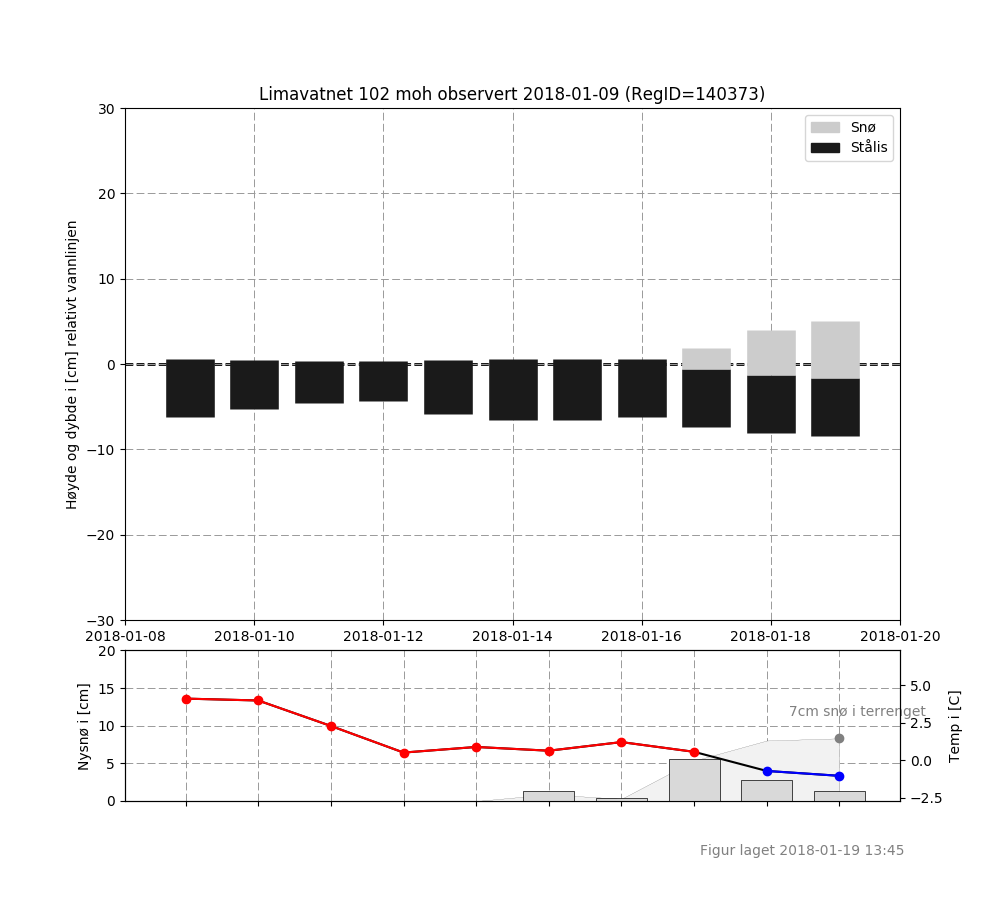 Limavatnet 102 moh observert 2018-01-09 (RegID=140373)
Snø
Stålis
Høyde og dybde i [cm] relativt vannlinjen
30
20
10
0
−10
−20
−30
2018-01-08 2018-01-10 2018-01-12 2018-01-14 2018-01-16 2018-01-18 2018-01-20
Nysnø i [cm]
20
15
10
5
0
7cm snø i terrenget
5.0
2.5
0.0
−2.5
Temp i [C]
Figur laget 2018-01-19 13:45